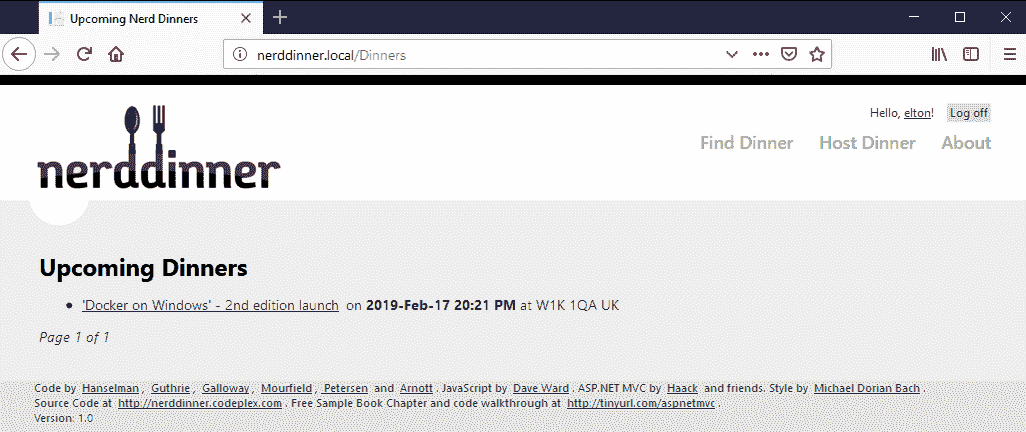 Upcoming Nerd Dinners
nerddinner.local/Dinners
Hello, elton! Log off
nerddinner
Find Dinner Host Dinner About
Upcoming Dinners
'Docker on Windows' - 2nd edition launch on 2019-Feb-17 20:21 PM at W1K 1QA UK
Page 1 of 1
Code by Hanselman, Guthrie, Galloway, Mourfield, Petersen and Arnott. JavaScript by Dave Ward. ASP.NET MVC by Haack and friends. Style by Michael Dorian Bach.
Source Code at http://nerddinner.codeplex.com. Free Sample Book Chapter and code walkthrough at http://tinyurl.com/aspnetmvc.
Version: 1.0